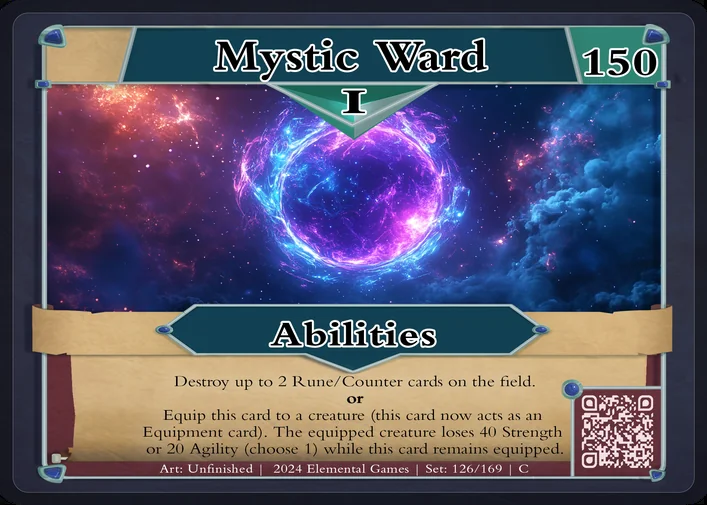 Mystic Ward
150
I
Abilities
Destroy up to 2 Rune/Counter cards on the field.
or
Equip this card to a creature (this card now acts as an
Equipment card). The equipped creature loses 40 Strength
or 20 Agility (choose 1) while this card remains equipped.
Art: Unfinished | 2024 Elemental Games | Set: 126/169 | C